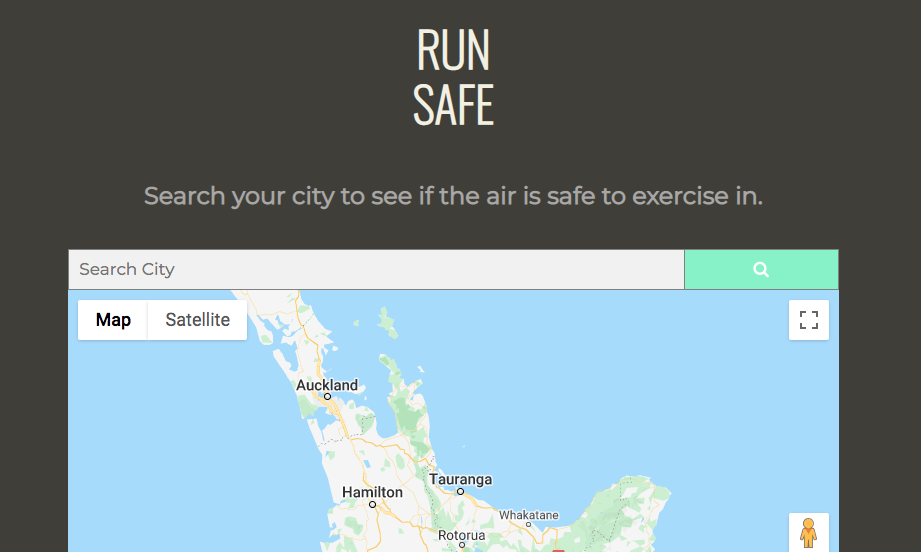 RUN
SAFE
Search your city to see if the air is safe to exercise in.
Search City
Map Satellite
Auckland
Tauranga
Hamilton
Whakatane
Rotorua